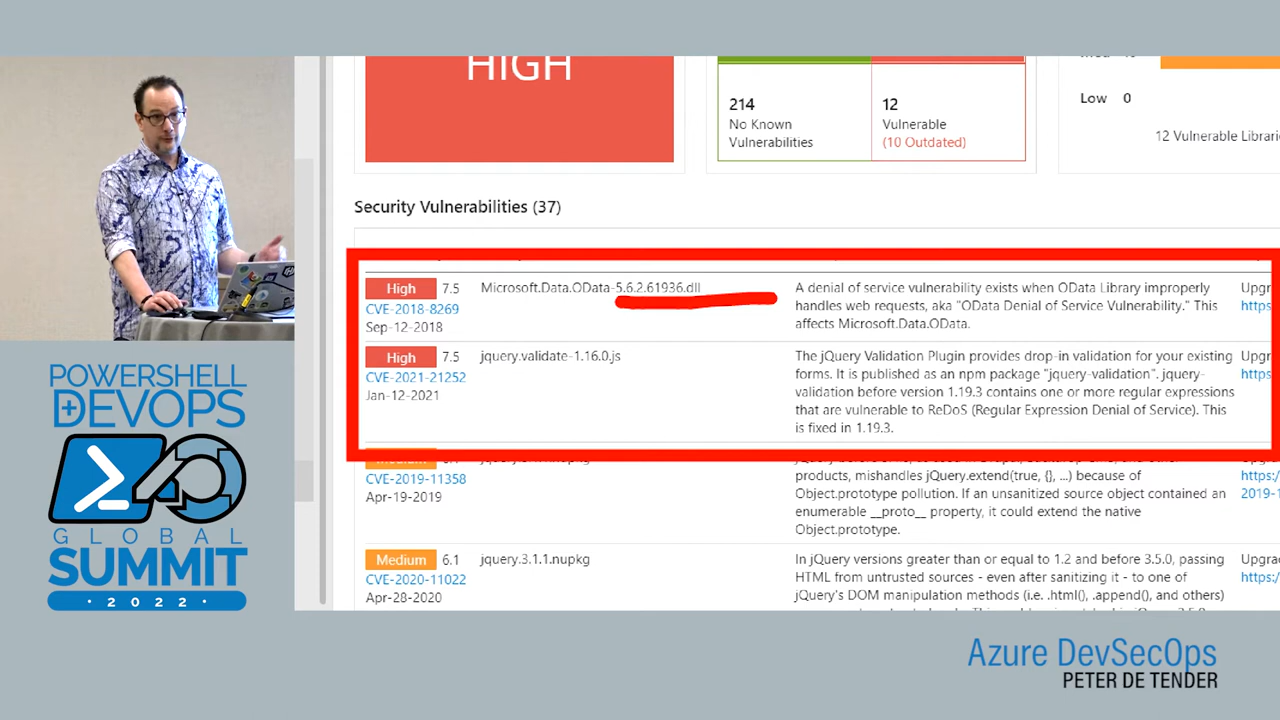 HIGH
214
No Known
Vulnerabilities
12
Vulnerable
(10 Outdated)
Low 0
12 Vulnerable Librari
Security Vulnerabilities (37)
High 7.5 Microsoft.Data.OData-5.6.2.61936.dll
CVE-2018-8269
Sep-12-2018
A denial of service vulnerability exists when OData Library improperly
handles web requests, aka "OData Denial of Service Vulnerability." This
affects Microsoft.Data.OData.
Upgr
https
High 7.5 jquery.validate-1.16.0.js
CVE-2021-21252
Jan-12-2021
The jQuery Validation Plugin provides drop-in validation for your existing
forms. It is published as an npm package "jquery-validation". jquery-
validation before version 1.19.3 contains one or more regular expressions
that are vulnerable to ReDoS (Regular Expression Denial of Service). This
is fixed in 1.19.3.
Upgr
https
CVE-2019-11358
Apr-19-2019
products, mishandles jQuery.extend(true, {}, ...) because of
Object.prototype pollution. If an unsanitized source object contained an
enumerable __proto__ property, it could extend the native
Object.prototype.
https:/
2019-1
Medium 6.1 jquery.3.1.1.nupkg
CVE-2020-11022
Apr-28-2020
In jQuery versions greater than or equal to 1.2 and before 3.5.0, passing
HTML from untrusted sources - even after sanitizing it - to one of
jQuery's DOM manipulation methods (i.e. .html(), .append(), and others)
Upgra
https:/
POWERSHELL
+DEVOPS
GLOBAL
SUMMIT
· 2022 ·
Azure DevSecOps
PETER DE TENDER